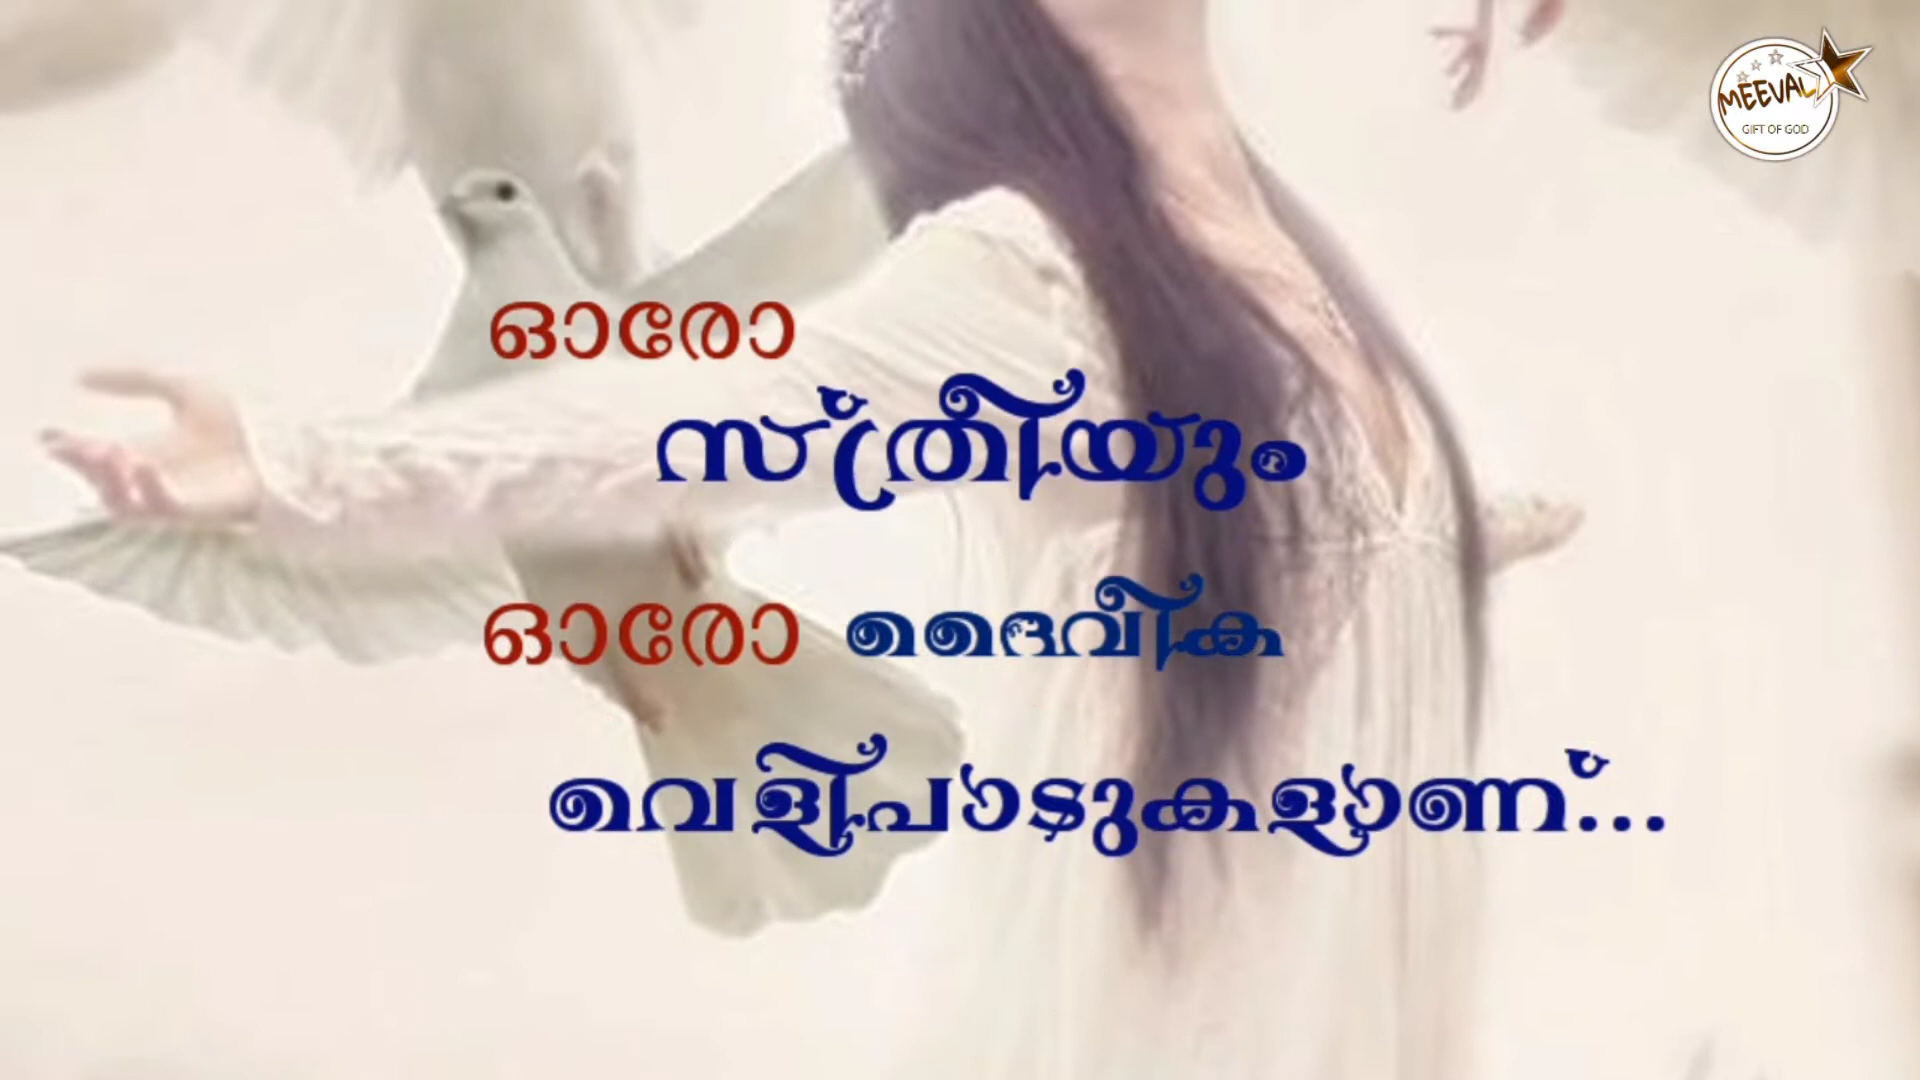 MEEVAL
GIFT OF GOD
ഓരോ
സ്ത്രീയും
ഓരോ ദൈവീക
വെളിപാടുകളാണ്...